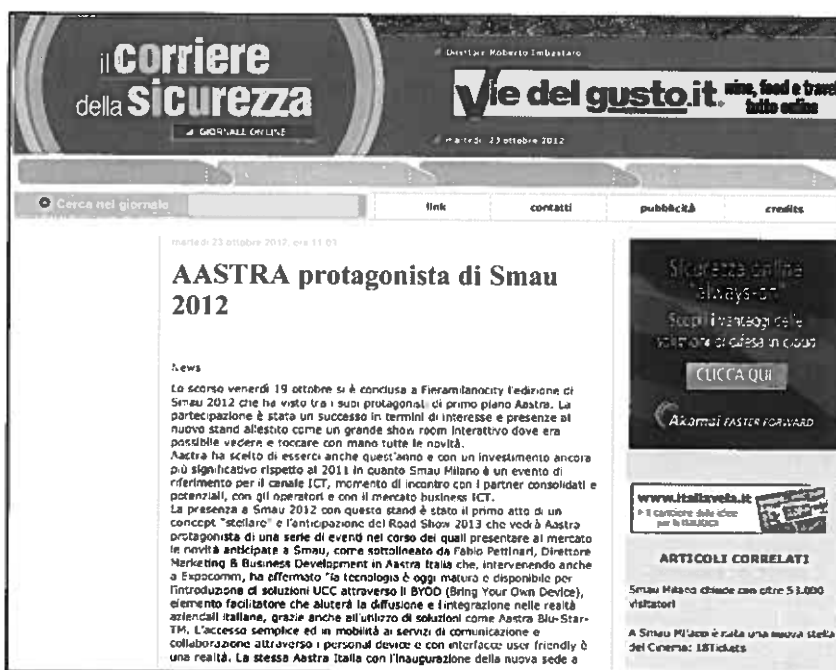 il corriere
della sicurezza
GIORNALE ONLINE
Direttore Roberto Imbastaro
Vie del gusto.it. wine, food e travel
tutto online
martedì 23 ottobre 2012
Cerca nel giornale
link
contatti
pubblicità
credits
martedì 23 ottobre 2012, ore 11:03
AASTRA protagonista di Smau
2012
News
Lo scorso venerdì 19 ottobre si è conclusa a Fieramilanocity l'edizione di
Smau 2012 che ha visto tra i suoi protagonisti di primo piano Aastra. La
partecipazione è stata un successo in termini di interesse e presenze al
nuovo stand allestito come un grande show room interattivo dove era
possibile vedere e toccare con mano tutte le novità.
Aastra ha scelto di esserci anche quest'anno e con un investimento ancora
più significativo rispetto al 2011 in quanto Smau Milano è un evento di
riferimento per il canale ICT, momento di incontro con i partner consolidati e
potenziali, con gli operatori e con il mercato business ICT.
La presenza a Smau 2012 con questo stand è stato il primo atto di un
concept "stellare" e l'anticipazione del Road Show 2013 che vedrà Aastra
protagonista di una serie di eventi nel corso dei quali presentare al mercato
le novità anticipate a Smau, come sottolineato da Fabio Pettinari, Direttore
Marketing & Business Development in Aastra Italia che, intervenendo anche
a Expocomm, ha affermato "la tecnologia è oggi matura e disponibile per
l'introduzione di soluzioni UCC attraverso il BYOD (Bring Your Own Device),
elemento facilitatore che aiuterà la diffusione e l'integrazione nelle realtà
aziendali italiane, grazie anche all'utilizzo di soluzioni come Aastra Blu-Star-
TM. L'accesso semplice ed in mobilità ai servizi di comunicazione e
collaborazione attraverso i personal device e con interfacce user friendly è
una realtà. La stessa Aastra Italia con l'inaugurazione della nuova sede a
Sicurezza online
"always-on"
Scopri i vantaggi delle
soluzioni di difesa in cloud
CLICCA QUI
Akamai FASTER FORWARD
www.italiavela.it
il cantiere delle idee
per la nautica
ARTICOLI CORRELATI
Smau Milano chiude con oltre 53.000
visitatori
A Smau Milano è nata una nuova stella
del Cinema: 18Tickets